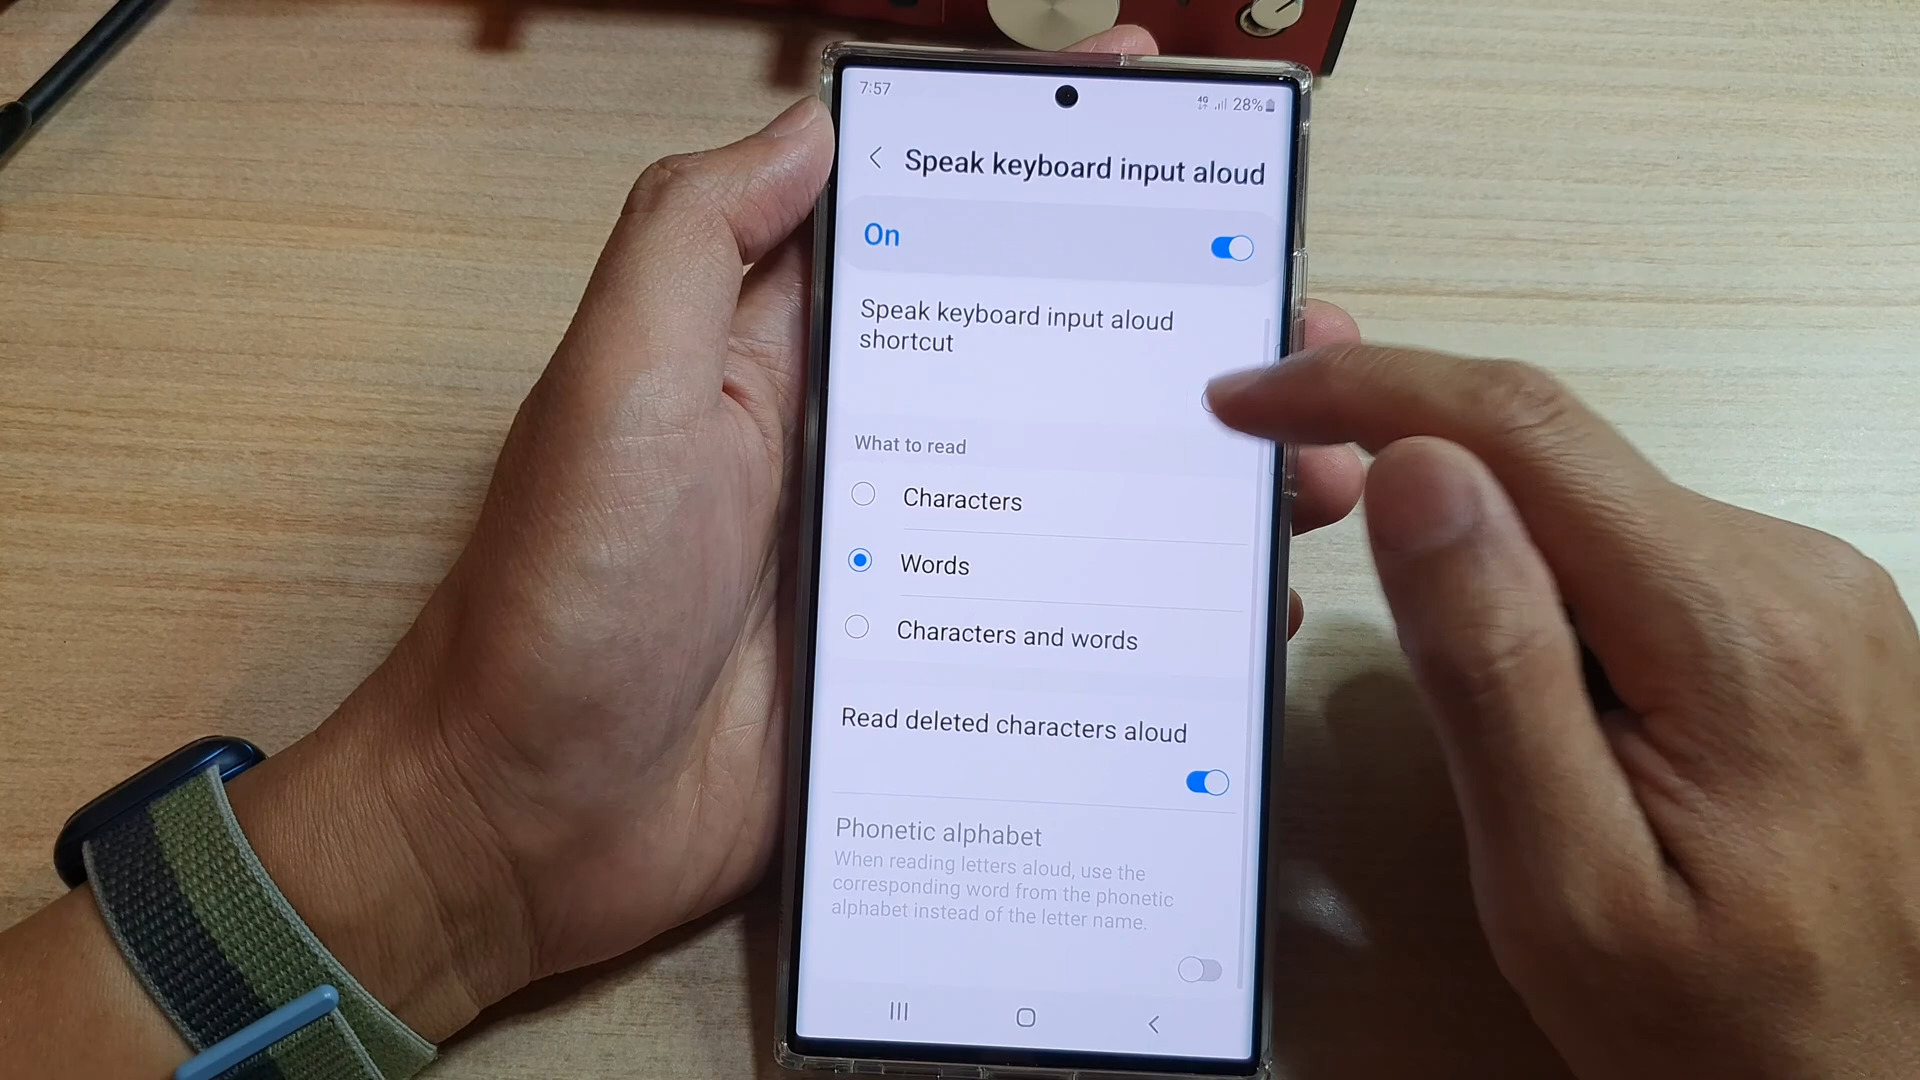 7:57
4G 28%
Speak keyboard input aloud
On
Speak keyboard input aloud
shortcut
What to read
Characters
Words
Characters and words
Read deleted characters aloud
Phonetic alphabet
When reading letters aloud, use the
corresponding word from the phonetic
alphabet instead of the letter name.